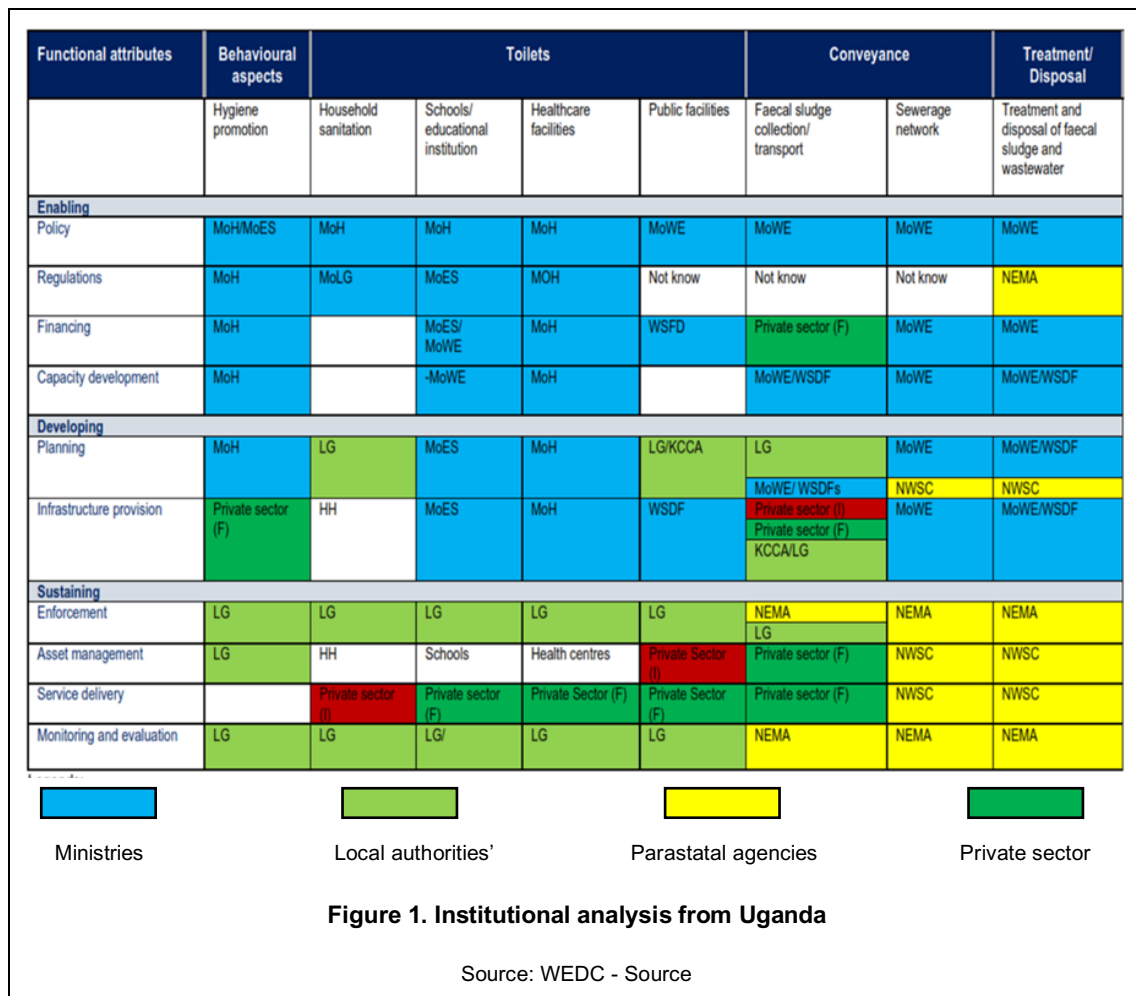 Functional attributes Behavioural aspects Toilets Conveyance Treatment/ Disposal
Hygiene promotion Household sanitation Schools/ educational institution Healthcare facilities Public facilities Faecal sludge collection/ transport Sewerage network Treatment and disposal of faecal sludge and wastewater
Enabling
Policy MoH/MoES MoH MoH MoH MoWE MoWE MoWE MoWE
Regulations MoH MoLG MoES MOH Not know Not know Not know NEMA
Financing MoH MoES/ MoWE MoH WSFD Private sector (F) MoWE MoWE
Capacity development MoH -MoWE MoH MoWE/WSDF MoWE MoWE/WSDF
Developing
Planning MoH LG MoES MoH LG/KCCA LG MoWE MoWE/WSDF
MoWE/ WSDFs NWSC NWSC
Infrastructure provision Private sector (F) HH MoES MoH WSDF Private sector (I) MoWE MoWE/WSDF
Private sector (F)
KCCA/LG
Sustaining
Enforcement LG LG LG LG LG NEMA NEMA NEMA
LG
Asset management LG HH Schools Health centres Private Sector (I) Private sector (F) NWSC NWSC
Service delivery Private sector (I) Private sector (F) Private Sector (F) Private Sector (F) Private sector (F) NWSC NWSC
Monitoring and evaluation LG LG LG/ LG LG NEMA NEMA NEMA
Ministries Local authorities’ Parastatal agencies Private sector
Figure 1. Institutional analysis from Uganda
Source: WEDC - Source